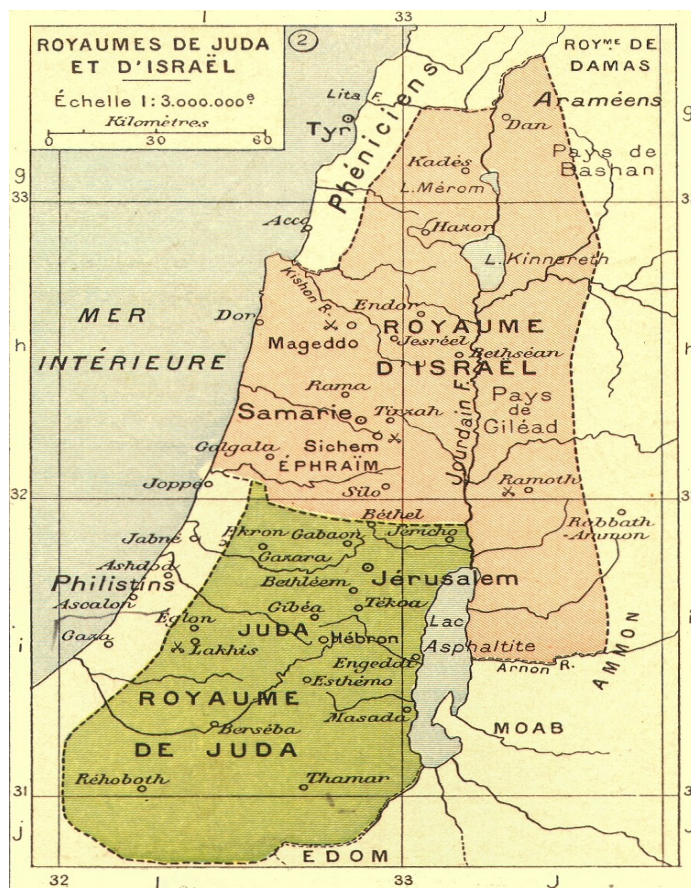 I
33
J
ROYAUMES DE JUDA
ET D'ISRAËL
Échelle 1:3.000.000e
Kilomètres
0 20 40 60
2
ROYME. DE
DAMAS
Araméens
Lita F.
Tyr
Phéniciens
Dan
g
g
Kadès
Pays de
Bashan
L. Mérom
33
Acco
Hazon
L. Kinnereth
Kishon R.
MER
INTÉRIEURE
Dor
Endor
ROYAUME
D'ISRAËL
Mageddo
Jesréel
Bethséan
h
h
Rama
Pays
de
Giléad
Samarie
Tirzah
Jourdain F.
Sichem
Galgala
ÉPHRAÏM
Joppé
Silo
Ramoth
32
Béthel
Jabné
Ekron
Gabaon
Jéricho
Rabbath
-Ammon
Gazara
Ashdod
Philistins
Jérusalem
Bethléem
Ascalon
Gibéa
Tékoa
Eglon
JUDA
Hébron
Lac
Asphaltite
Gaza
Lakhis
Engeddi
AMMON
i
Arnon R.
Esthémo
ROYAUME
DE JUDA
Masada
MOAB
Berséba
Réhoboth
Thamar
31
j
EDOM
32
33
J